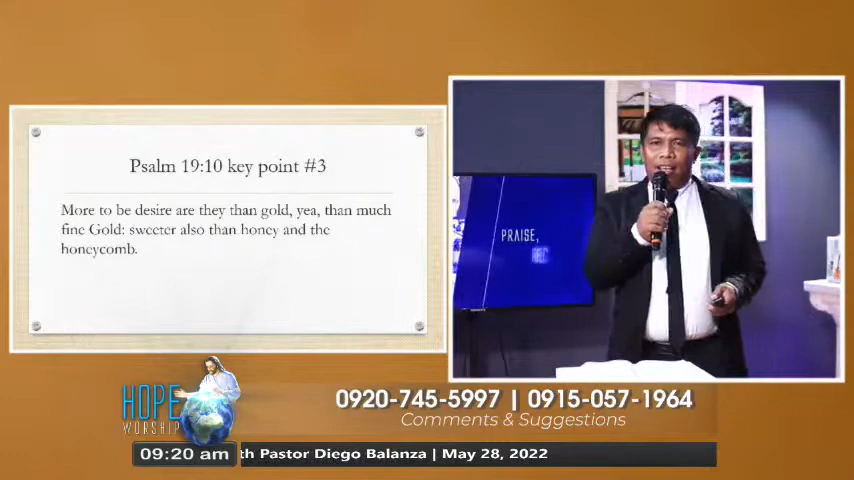 Psalm 19:10 key point #3
More to be desire are they than gold, yea, than much
fine Gold: sweeter also than honey and the
honeycomb.
PRAISE,
HOPE
WORSHIP
0920-745-5997 | 0915-057-1964
Comments & Suggestions
09:20 am
th Pastor Diego Balanza | May 28, 2022